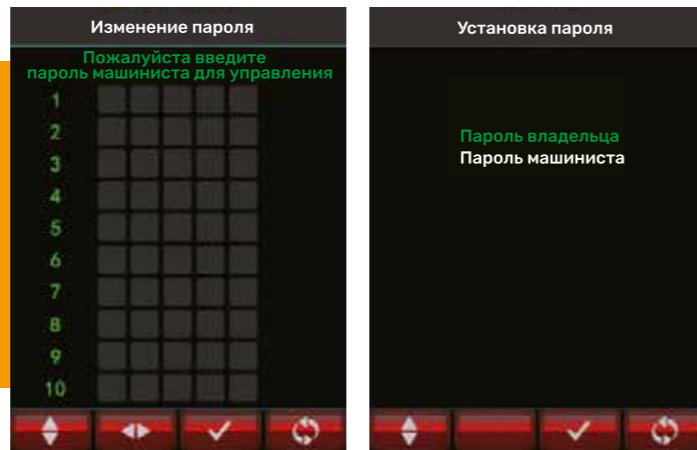 Изменение пароля
Пожалуйста введите
пароль машиниста для управления
1
2
3
4
5
6
7
8
9
10
Установка пароля
Пароль владельца
Пароль машиниста